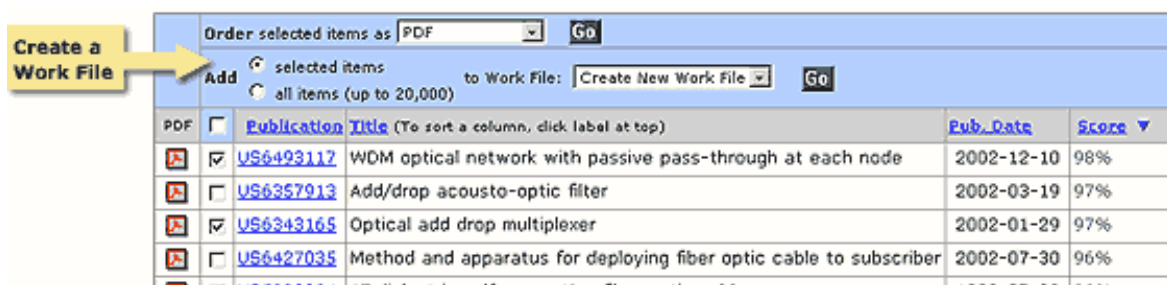 Create a
Work File
Order selected items as PDF Go
Add selected items
all items (up to 20,000)
to Work File: Create New Work File Go
PDF Publication Title (To sort a column, click label at top) Pub. Date Score
US6493117 WDM optical network with passive pass-through at each node 2002-12-10 98%
US6357913 Add/drop acousto-optic filter 2002-03-19 97%
US6343165 Optical add drop multiplexer 2002-01-29 97%
US6427035 Method and apparatus for deploying fiber optic cable to subscriber 2002-07-30 96%